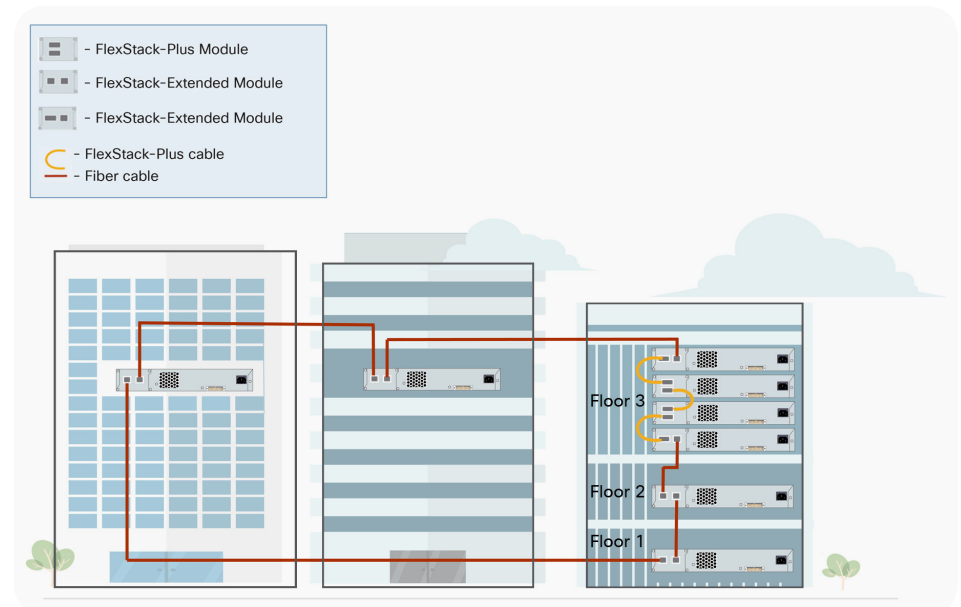 - FlexStack-Plus Module
- FlexStack-Extended Module
- FlexStack-Extended Module
- FlexStack-Plus cable
- Fiber cable
Floor 3
Floor 2
Floor 1